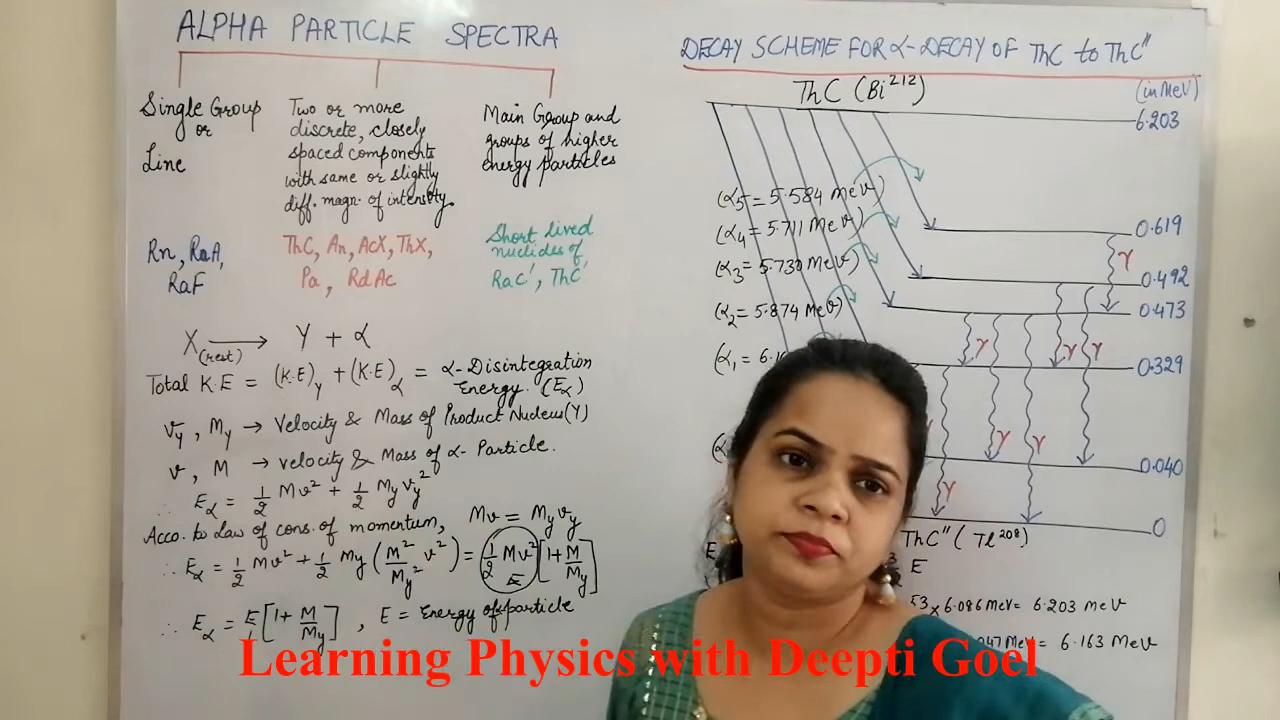 ALPHA PARTICLE SPECTRA
Single Group
or
Line
Two or more
discrete, closely
spaced components
with same or slightly
diff. magn. of intensity.
Main Group and
groups of higher
energy particles
Rn, RaA,
RaF
ThC, An, AcX, ThX,
Pa, RdAc
Short lived
nuclides of
RaC', ThC'
X(rest) → Y + α
Total K.E = (K.E)y + (K.E)α = α-Disintegration
Energy. (Eα)
Vy, My → Velocity & Mass of Product Nucleus(Y)
v, M → velocity & Mass of α-Particle.
∴ Eα = 1/2 Mv² + 1/2 My Vy²
Acco. to Law of cons. of momentum, Mv = My Vy
∴ Eα = 1/2 Mv² + 1/2 My (M²/My² v²) = 1/2 Mv² [1+ M/My]
E
∴ Eα = E [1+ M/My] , E = Energy of particle
DECAY SCHEME FOR α-DECAY OF ThC to ThC"
ThC (Bi²¹²)
(in MeV)
6.203
(α5 = 5.584 MeV)
(α4 = 5.711 MeV)
(α3 = 5.730 MeV)
(α2 = 5.874 MeV)
(α1 = 6.1
(α
0.619
γ
0.492
0.473
γ
γ
γ
0.329
γ
γ
γ
0.040
0
ThC" (Tl²⁰⁸)
E
E
53 x 6.086 MeV = 6.203 MeV
047 MeV = 6.163 MeV
Learning Physics with Deepti Goel